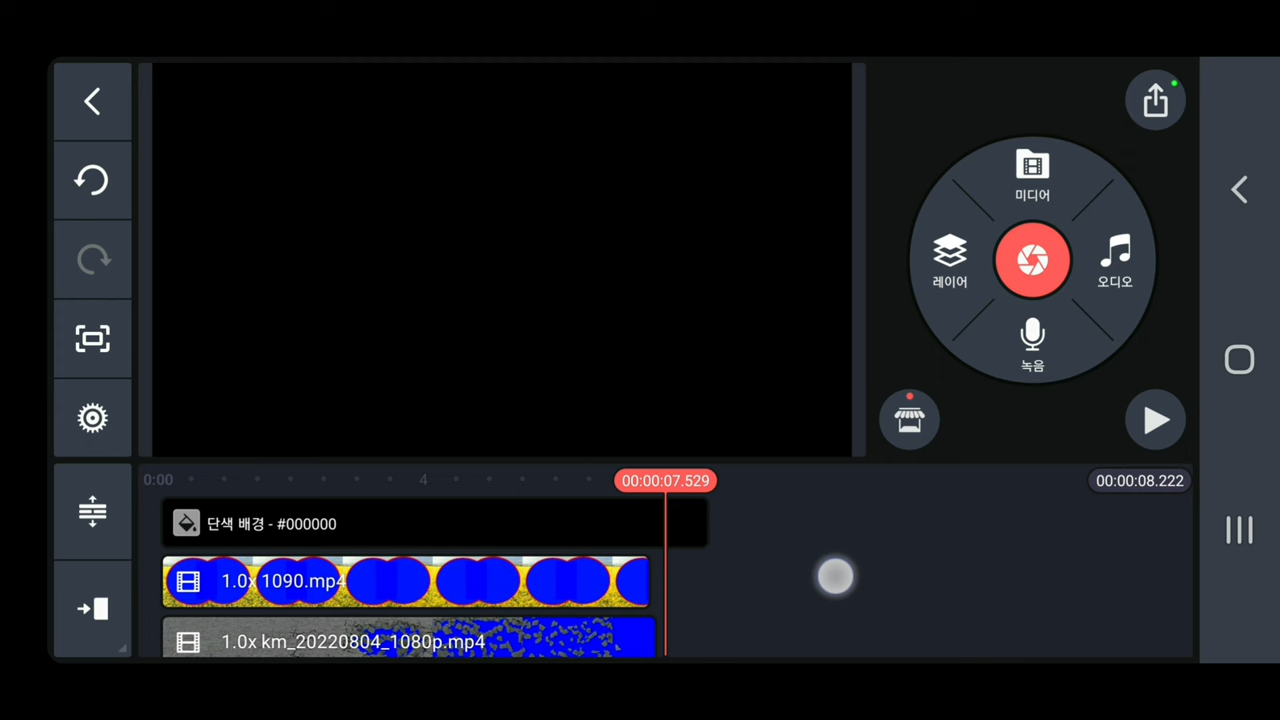 미디어
레이어
오디오
녹음
0:00
4
00:00:07.529
00:00:08.222
단색 배경 - #000000
1.0x 1090.mp4
1.0x km_20220804_1080p.mp4